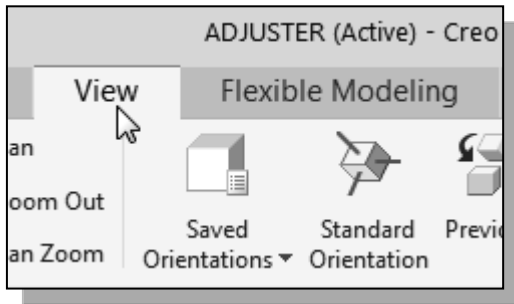 ADJUSTER (Active) - Creo
View Flexible Modeling
an
oom Out
an Zoom
Saved Orientations
Standard Orientation
Previ